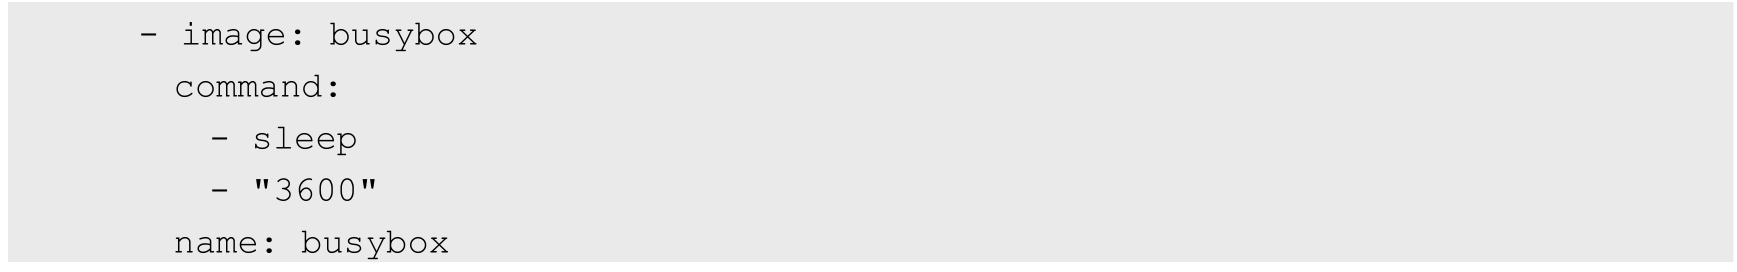 - image: busybox
command:
- sleep
- "3600"
name: busybox